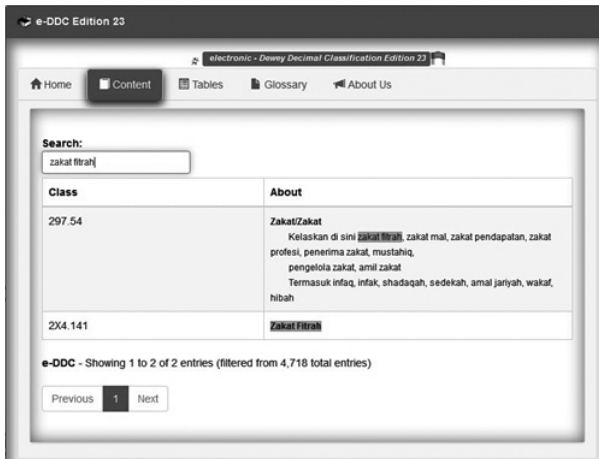 e-DDC Edition 23
electronic - Dewey Decimal Classification Edition 23
Home Content Tables Glossary About Us
Search:
zakat fitrah
Class About
297.54 Zakat/Zakat
Kelaskan di sini zakat fitrah, zakat mal, zakat pendapatan, zakat
profesi, penerima zakat, mustahiq,
pengelola zakat, amil zakat
Termasuk infaq, infak, shadaqah, sedekah, amal jariyah, wakaf,
hibah
2X4.141 Zakat Fitrah
e-DDC - Showing 1 to 2 of 2 entries (filtered from 4,718 total entries)
Previous 1 Next